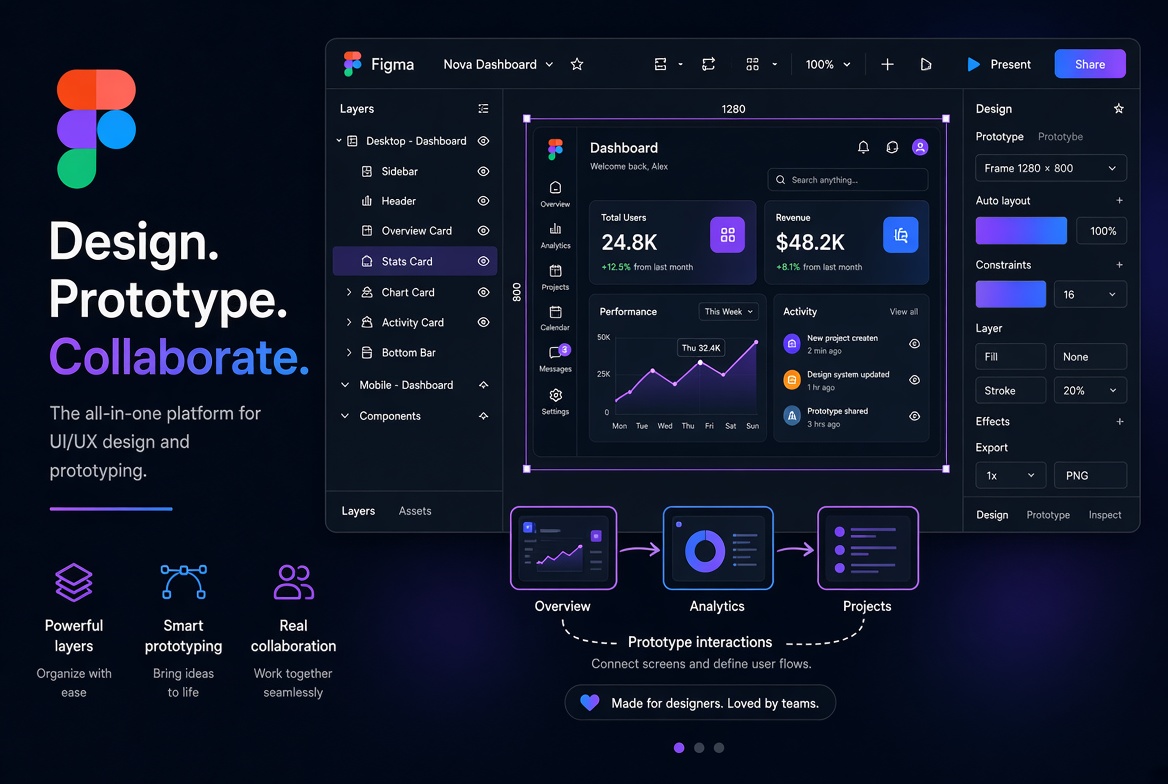 Design.
Prototype.
Collaborate.
The all-in-one platform for
UI/UX design and
prototyping.
Powerful
layers
Organize with
ease
Smart
prototyping
Bring ideas
to life
Real
collaboration
Work together
seamlessly
Figma
Nova Dashboard
100%
Present
Share
Layers
Desktop - Dashboard
Sidebar
Header
Overview Card
Stats Card
Chart Card
Activity Card
Bottom Bar
Mobile - Dashboard
Components
Layers
Assets
1280
800
Overview
Analytics
Projects
Calendar
3
Messages
Settings
Dashboard
Welcome back, Alex
Search anything...
Total Users
24.8K
+12.5% from last month
Revenue
$48.2K
+8.1% from last month
Performance
This Week
50K
25K
0
Thu 32.4K
Mon Tue Wed Thu Fri Sat Sun
Activity
View all
New project createn
2 min ago
Design system updated
1 hr ago
Prototype shared
3 hrs ago
Design
Prototype
Prototybe
Frame 1280 × 800
Auto layout
100%
Constraints
16
Layer
Fill
None
Stroke
20%
Effects
Export
1x
PNG
Design
Prototype
Inspect
Overview
Analytics
Projects
Prototype interactions
Connect screens and define user flows.
Made for designers. Loved by teams.